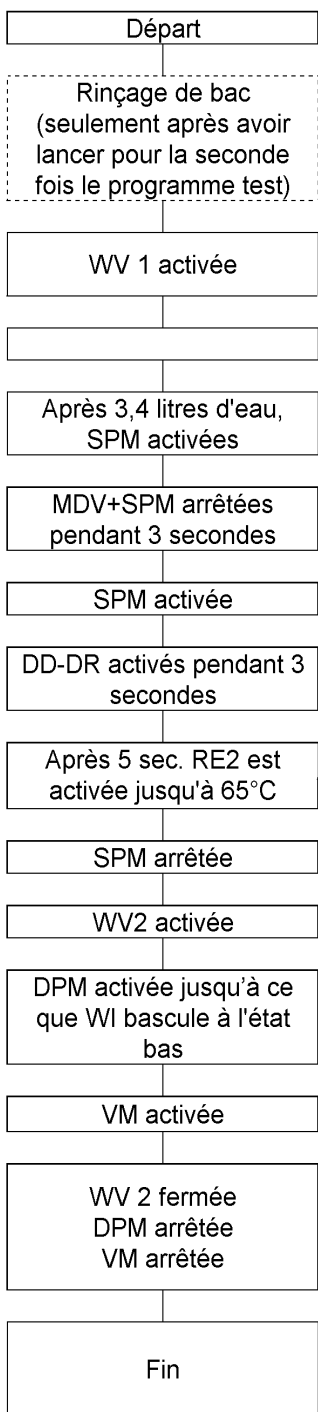 Départ
Rinçage de bac
(seulement après avoir
lancer pour la seconde
fois le programme test)
WV 1 activée
Après 3,4 litres d'eau,
SPM activées
MDV+SPM arrêtées
pendant 3 secondes
SPM activée
DD-DR activés pendant 3
secondes
Après 5 sec. RE2 est
activée jusqu'à 65°C
SPM arrêtée
WV2 activée
DPM activée jusqu’à ce
que WI bascule à l'état
bas
VM activée
WV 2 fermée
DPM arrêtée
VM arrêtée
Fin